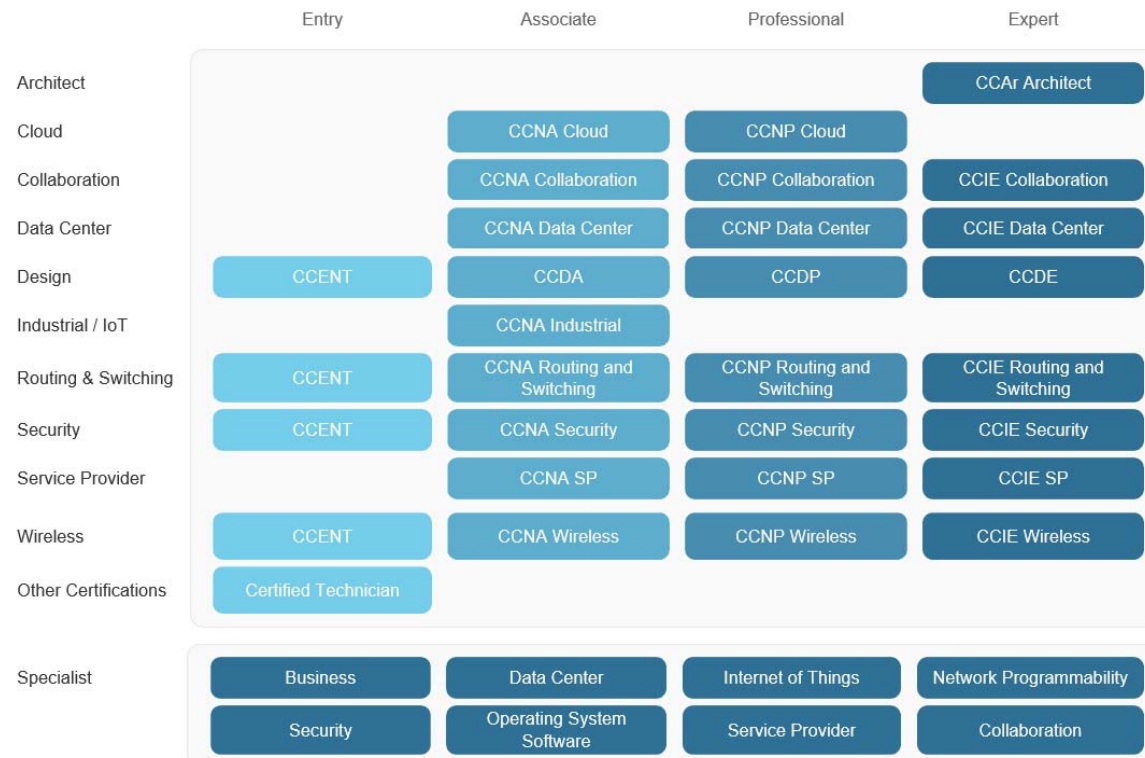 Entry Associate Professional Expert
Architect CCAr Architect
Cloud CCNA Cloud CCNP Cloud
Collaboration CCNA Collaboration CCNP Collaboration CCIE Collaboration
Data Center CCNA Data Center CCNP Data Center CCIE Data Center
Design CCENT CCDA CCDP CCDE
Industrial / IoT CCNA Industrial
Routing & Switching CCENT CCNA Routing and Switching CCNP Routing and Switching CCIE Routing and Switching
Security CCENT CCNA Security CCNP Security CCIE Security
Service Provider CCNA SP CCNP SP CCIE SP
Wireless CCENT CCNA Wireless CCNP Wireless CCIE Wireless
Other Certifications Certified Technician
Specialist Business Data Center Internet of Things Network Programmability
Security Operating System Software Service Provider Collaboration